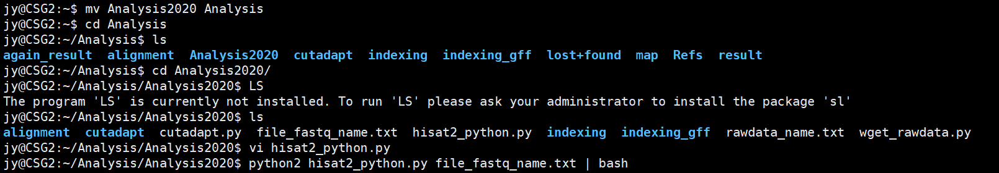 jy@CSG2:~$ mv Analysis2020 Analysis
jy@CSG2:~$ cd Analysis
jy@CSG2:~/Analysis$ ls
again_result  alignment  Analysis2020  cutadapt  indexing  indexing_gff  lost+found  map  Refs  result
jy@CSG2:~/Analysis$ cd Analysis2020/
jy@CSG2:~/Analysis/Analysis2020$ LS
The program 'LS' is currently not installed. To run 'LS' please ask your administrator to install the package 'sl'
jy@CSG2:~/Analysis/Analysis2020$ ls
alignment  cutadapt  cutadapt.py  file_fastq_name.txt  hisat2_python.py  indexing  indexing_gff  rawdata_name.txt  wget_rawdata.py
jy@CSG2:~/Analysis/Analysis2020$ vi hisat2_python.py
jy@CSG2:~/Analysis/Analysis2020$ python2 hisat2_python.py file_fastq_name.txt | bash